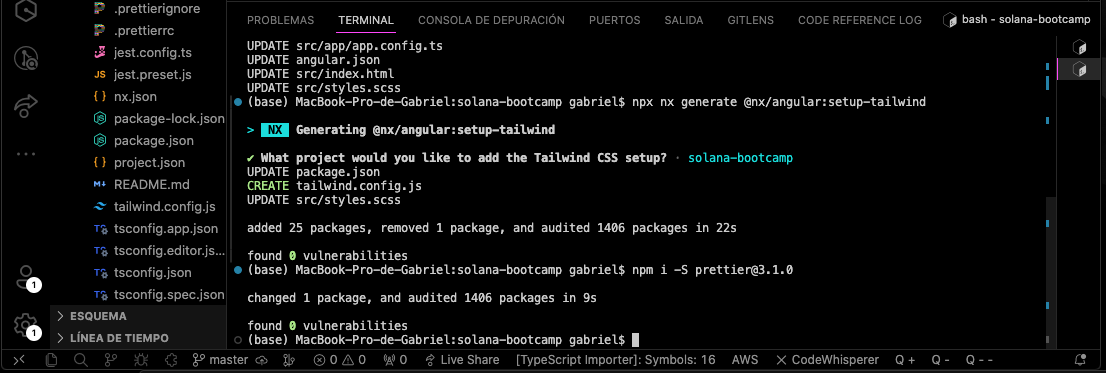 .prettierignore
.prettierrc
jest.config.ts
JS jest.preset.js
{ } nx.json
package-lock.json
package.json
{ } project.json
M README.md
tailwind.config.js
TS tsconfig.app.json
TS tsconfig.editor.js...
TS tsconfig.json
TS tsconfig.spec.json
1
1
> ESQUEMA
> LÍNEA DE TIEMPO
PROBLEMAS TERMINAL CONSOLA DE DEPURACIÓN PUERTOS SALIDA GITLENS CODE REFERENCE LOG bash - solana-bootcamp
UPDATE src/app/app.config.ts
UPDATE angular.json
UPDATE src/index.html
UPDATE src/styles.scss
(base) MacBook-Pro-de-Gabriel:solana-bootcamp gabriel$ npx nx generate @nx/angular:setup-tailwind
> NX Generating @nx/angular:setup-tailwind
✔ What project would you like to add the Tailwind CSS setup? · solana-bootcamp
UPDATE package.json
CREATE tailwind.config.js
UPDATE src/styles.scss
added 25 packages, removed 1 package, and audited 1406 packages in 22s
found 0 vulnerabilities
(base) MacBook-Pro-de-Gabriel:solana-bootcamp gabriel$ npm i -S prettier@3.1.0
changed 1 package, and audited 1406 packages in 9s
found 0 vulnerabilities
(base) MacBook-Pro-de-Gabriel:solana-bootcamp gabriel$
master 0 0 0 Live Share [TypeScript Importer]: Symbols: 16 AWS CodeWhisperer Q + Q - Q - -